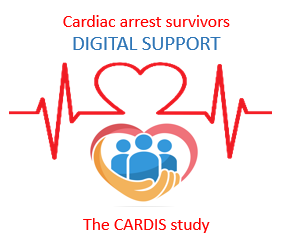 Cardiac arrest survivors
DIGITAL SUPPORT
The CARDIS study